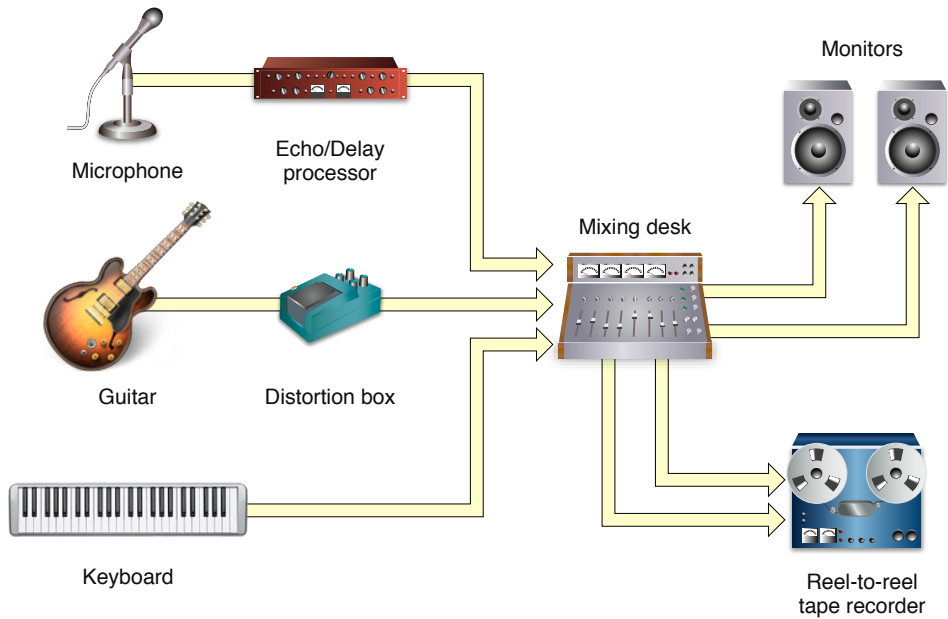 Monitors
Microphone
Echo/Delay
processor
Mixing desk
Guitar
Distortion box
Keyboard
Reel-to-reel
tape recorder